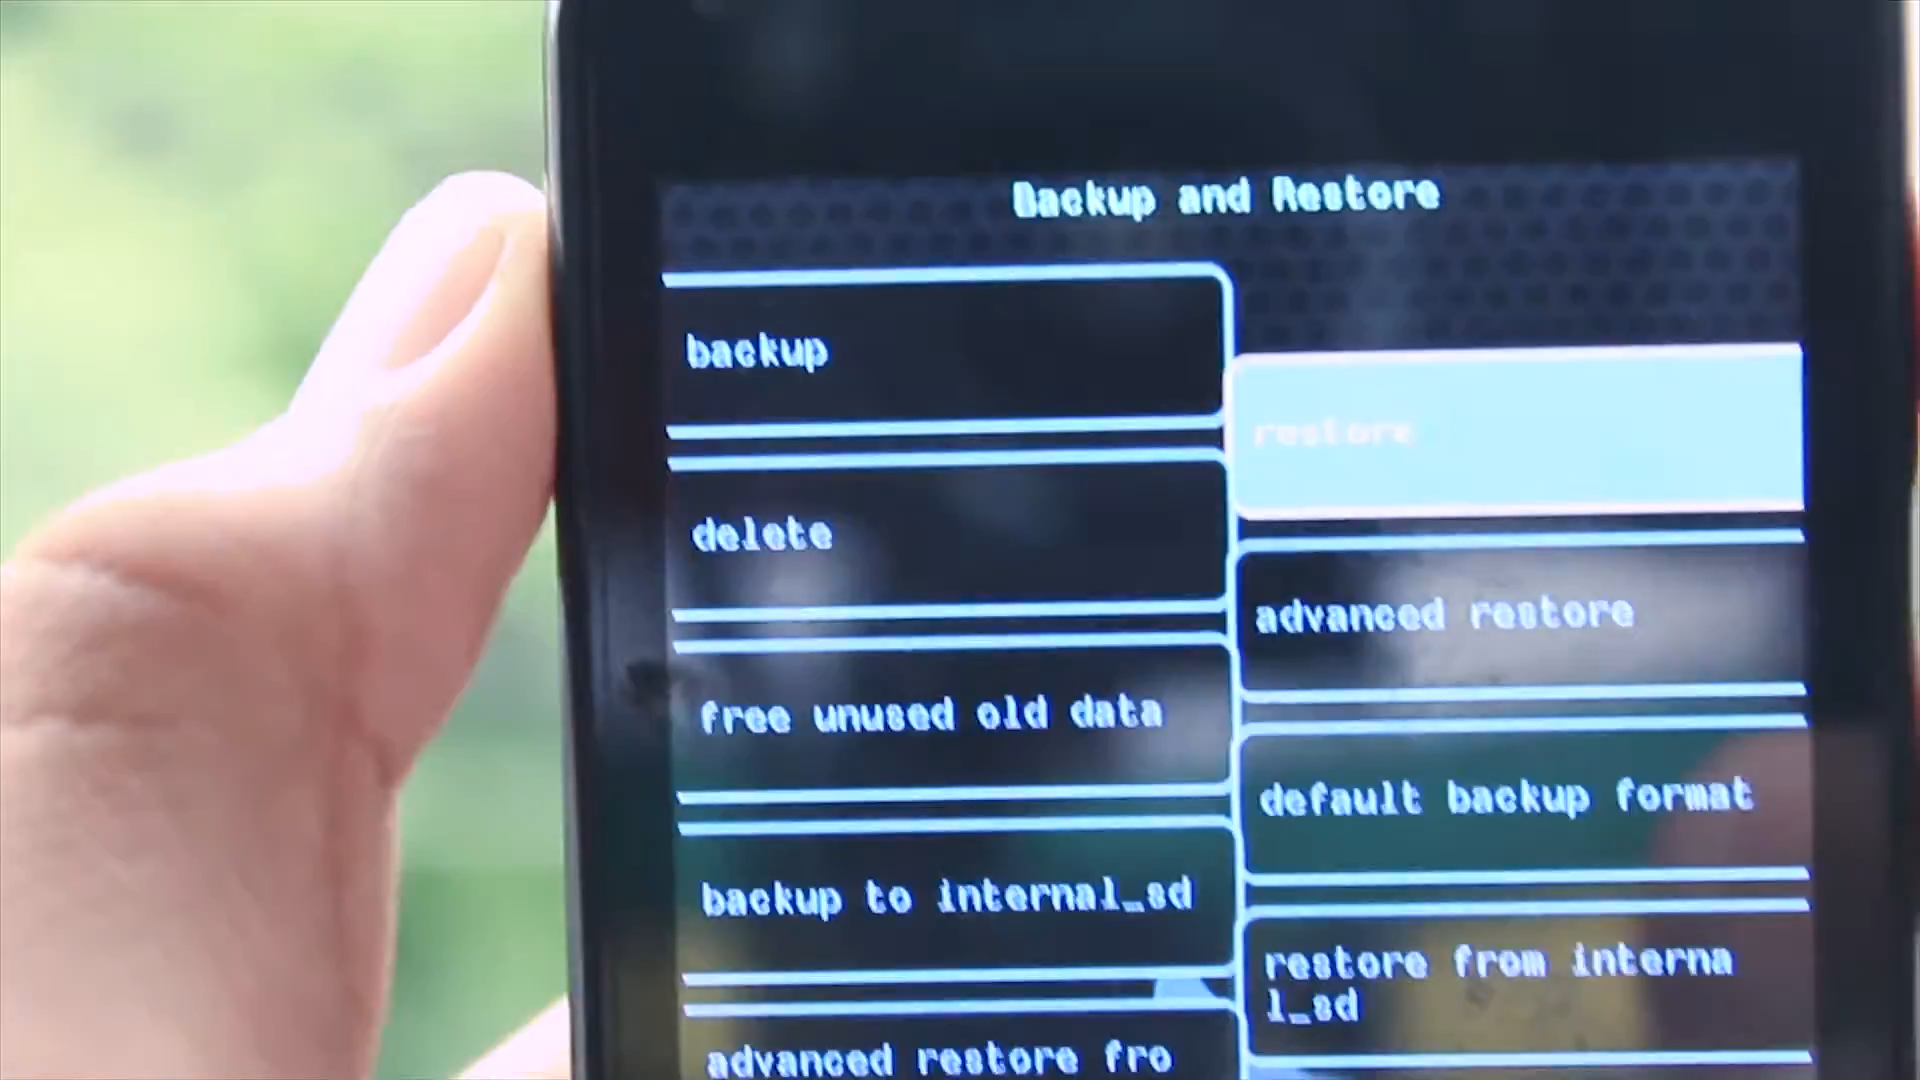 Backup and Restore
backup
restore
delete
advanced restore
free unused old data
default backup format
backup to internal_sd
restore from interna
l_sd
advanced restore fro